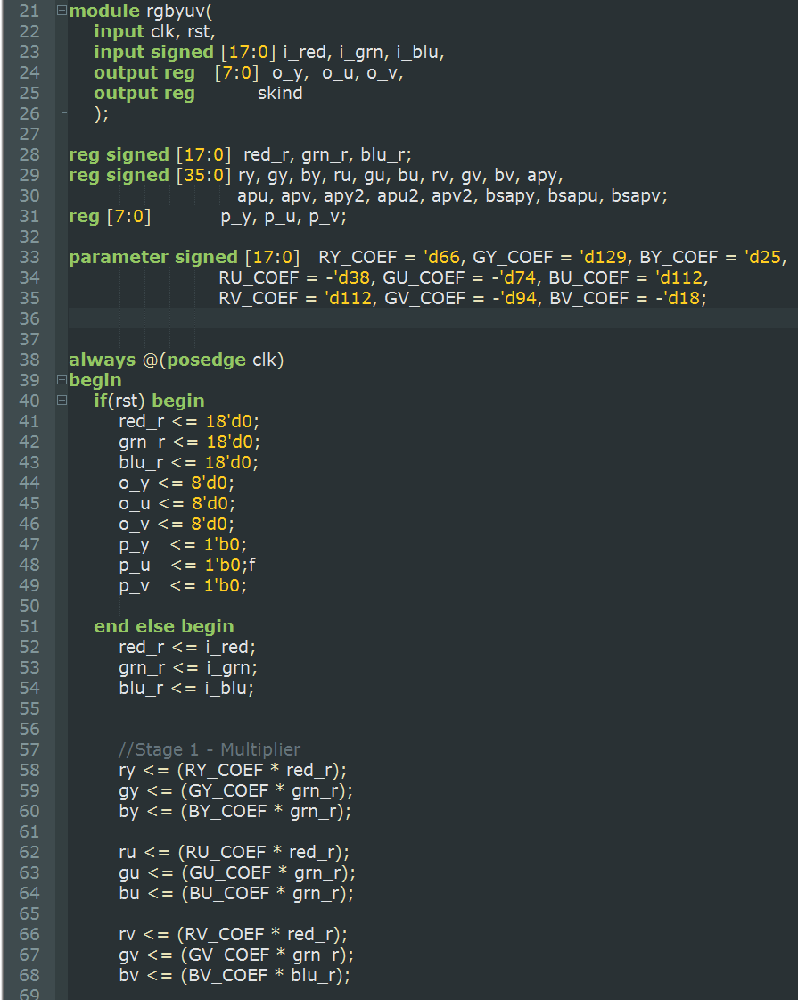 21 module rgbyuv(
22 input clk, rst,
23 input signed [17:0] i_red, i_grn, i_blu,
24 output reg [7:0] o_y, o_u, o_v,
25 output reg skind
26 );
27
28 reg signed [17:0] red_r, grn_r, blu_r;
29 reg signed [35:0] ry, gy, by, ru, gu, bu, rv, gv, bv, apy,
30 apu, apv, apy2, apu2, apv2, bsapy, bsapu, bsapv;
31 reg [7:0] p_y, p_u, p_v;
32
33 parameter signed [17:0] RY_COEF = 'd66, GY_COEF = 'd129, BY_COEF = 'd25,
34 RU_COEF = -'d38, GU_COEF = -'d74, BU_COEF = 'd112,
35 RV_COEF = 'd112, GV_COEF = -'d94, BV_COEF = -'d18;
36
37
38 always @(posedge clk)
39 begin
40 if(rst) begin
41 red_r <= 18'd0;
42 grn_r <= 18'd0;
43 blu_r <= 18'd0;
44 o_y <= 8'd0;
45 o_u <= 8'd0;
46 o_v <= 8'd0;
47 p_y <= 1'b0;
48 p_u <= 1'b0;f
49 p_v <= 1'b0;
50
51 end else begin
52 red_r <= i_red;
53 grn_r <= i_grn;
54 blu_r <= i_blu;
55
56
57 //Stage 1 - Multiplier
58 ry <= (RY_COEF * red_r);
59 gy <= (GY_COEF * grn_r);
60 by <= (BY_COEF * grn_r);
61
62 ru <= (RU_COEF * red_r);
63 gu <= (GU_COEF * grn_r);
64 bu <= (BU_COEF * grn_r);
65
66 rv <= (RV_COEF * red_r);
67 gv <= (GV_COEF * grn_r);
68 bv <= (BV_COEF * blu_r);
69